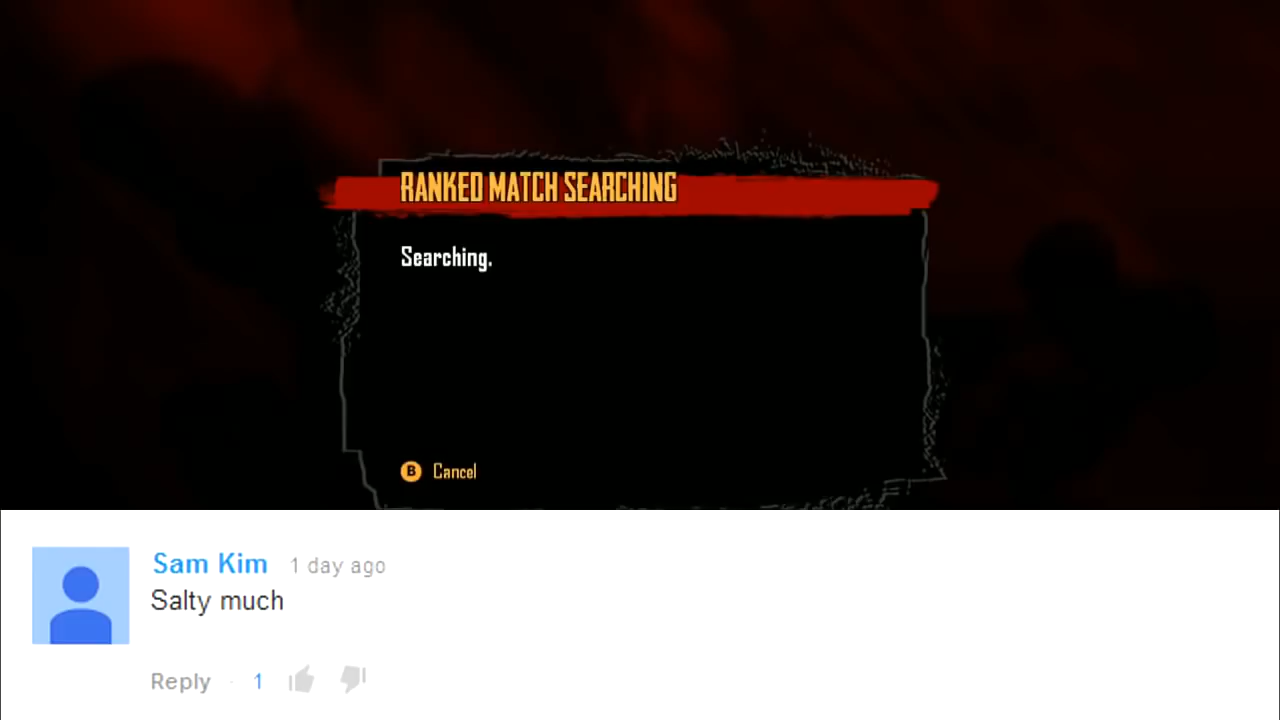 RANKED MATCH SEARCHING
Searching.
B Cancel
Sam Kim 1 day ago
Salty much
Reply · 1